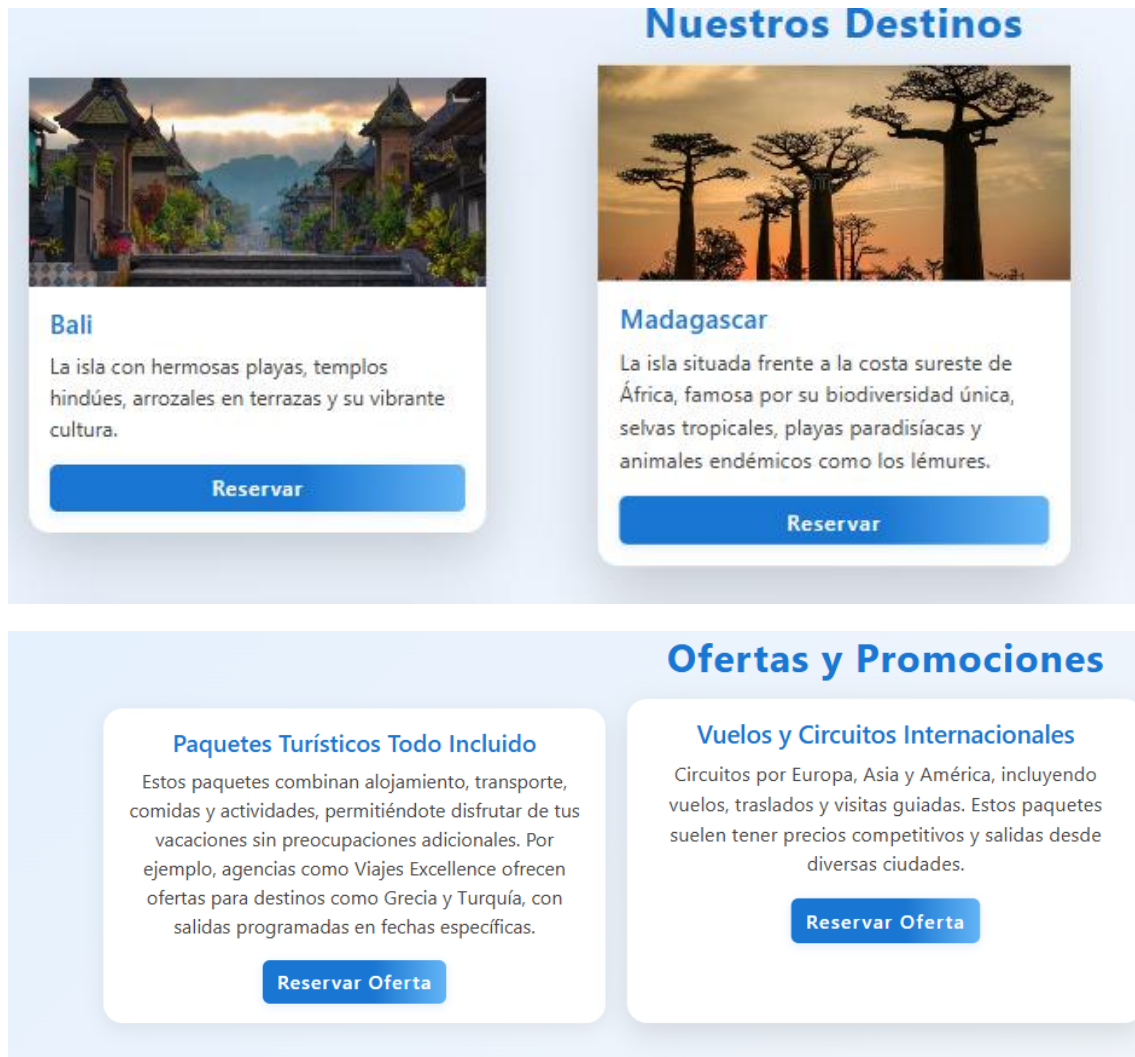 Nuestros Destinos
Bali
La isla con hermosas playas, templos
hindúes, arrozales en terrazas y su vibrante
cultura.
Reservar
Madagascar
La isla situada frente a la costa sureste de
África, famosa por su biodiversidad única,
selvas tropicales, playas paradisíacas y
animales endémicos como los lémures.
Reservar
Ofertas y Promociones
Paquetes Turísticos Todo Incluido
Estos paquetes combinan alojamiento, transporte,
comidas y actividades, permitiéndote disfrutar de tus
vacaciones sin preocupaciones adicionales. Por
ejemplo, agencias como Viajes Excellence ofrecen
ofertas para destinos como Grecia y Turquía, con
salidas programadas en fechas específicas.
Reservar Oferta
Vuelos y Circuitos Internacionales
Circuitos por Europa, Asia y América, incluyendo
vuelos, traslados y visitas guiadas. Estos paquetes
suelen tener precios competitivos y salidas desde
diversas ciudades.
Reservar Oferta